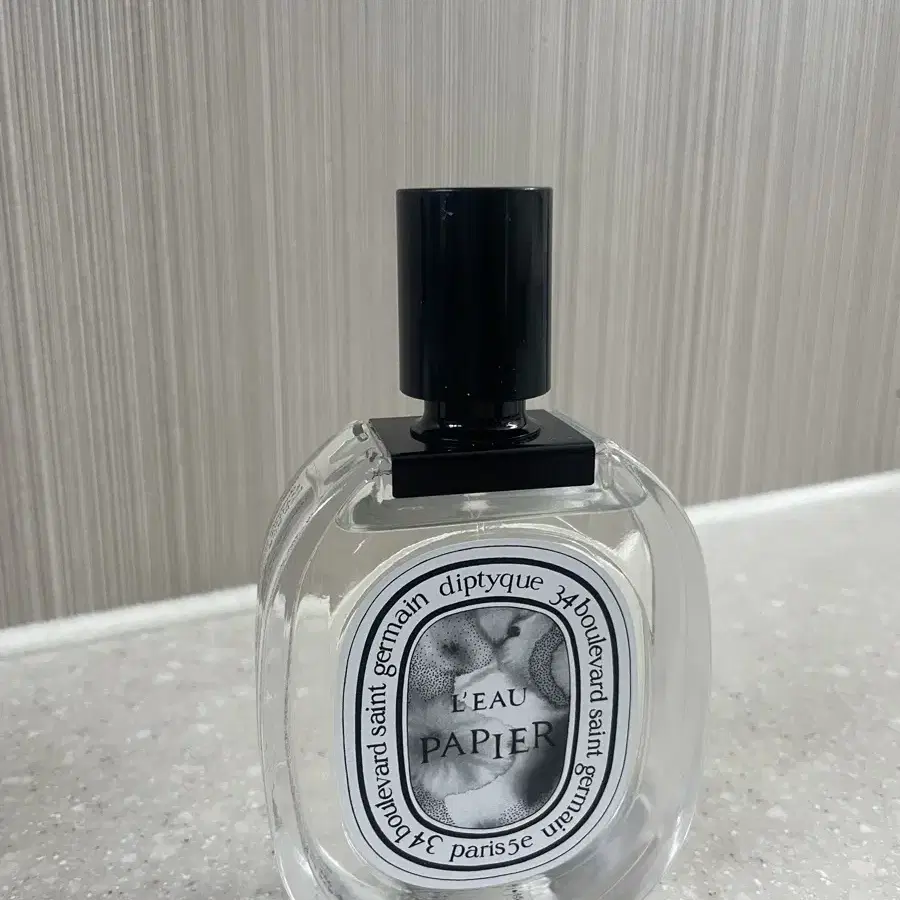 diptyque 34 boulevard saint germain paris5e 34 boulevard saint germain
L'EAU
PAPIER